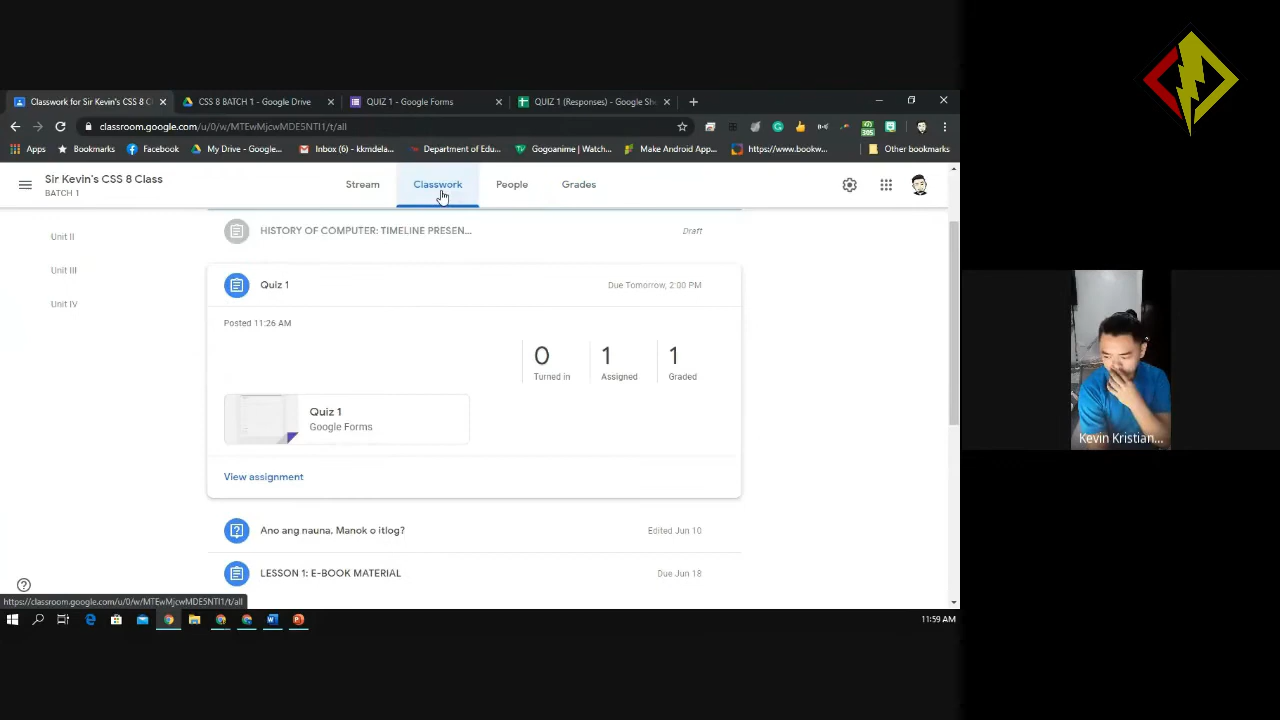 Classwork for Sir Kevin's CSS 8 C
CSS 8 BATCH 1 - Google Drive
QUIZ 1 - Google Forms
QUIZ 1 (Responses) - Google She
classroom.google.com/u/0/w/MTEwMjcwMDE5NTI1/t/all
Apps
Bookmarks
Facebook
My Drive - Google...
Inbox (6) - kkmdela...
Department of Edu...
Gogoanime | Watch...
Make Android App...
https://www.bookw...
Other bookmarks
Sir Kevin's CSS 8 Class
BATCH 1
Stream
Classwork
People
Grades
Unit II
Unit III
Unit IV
HISTORY OF COMPUTER: TIMELINE PRESEN...
Draft
Quiz 1
Due Tomorrow, 2:00 PM
Posted 11:26 AM
0
Turned in
1
Assigned
1
Graded
Quiz 1
Google Forms
View assignment
Ano ang nauna, Manok o itlog?
Edited Jun 10
LESSON 1: E-BOOK MATERIAL
Due Jun 18
https://classroom.google.com/u/0/w/MTEwMjcwMDE5NTI1/t/all
11:59 AM
Kevin Kristian...